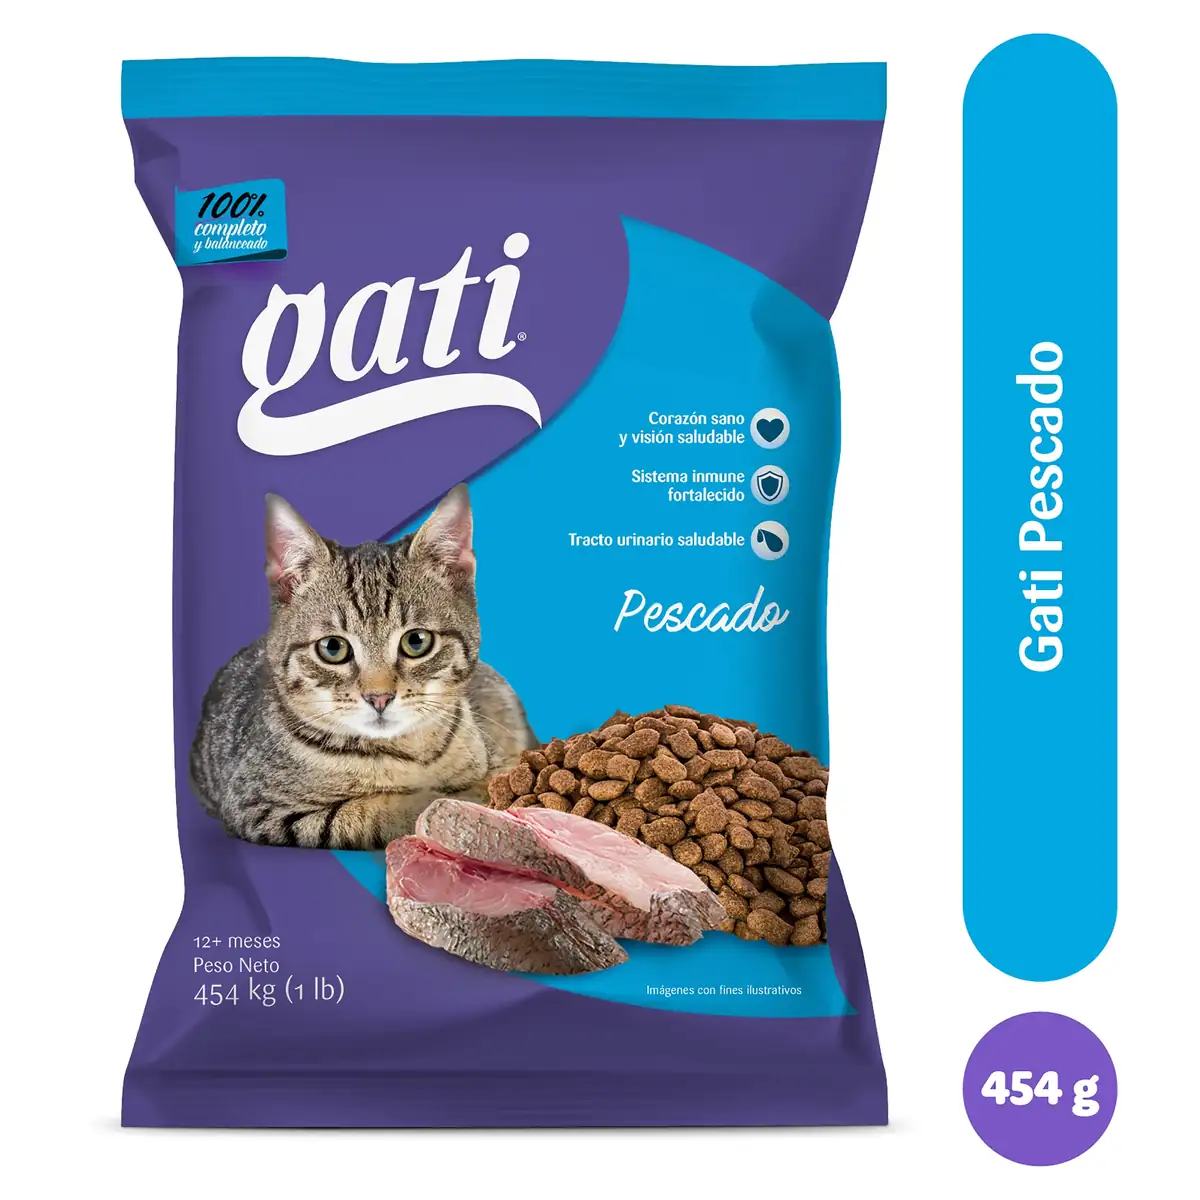 100%
completo
y balanceado
gati®
Corazón sano
y visión saludable
Sistema inmune
fortalecido
Tracto urinario saludable
Pescado
12+ meses
Peso Neto
454 kg (1 lb)
Imágenes con fines ilustrativos
Gati Pescado
454 g